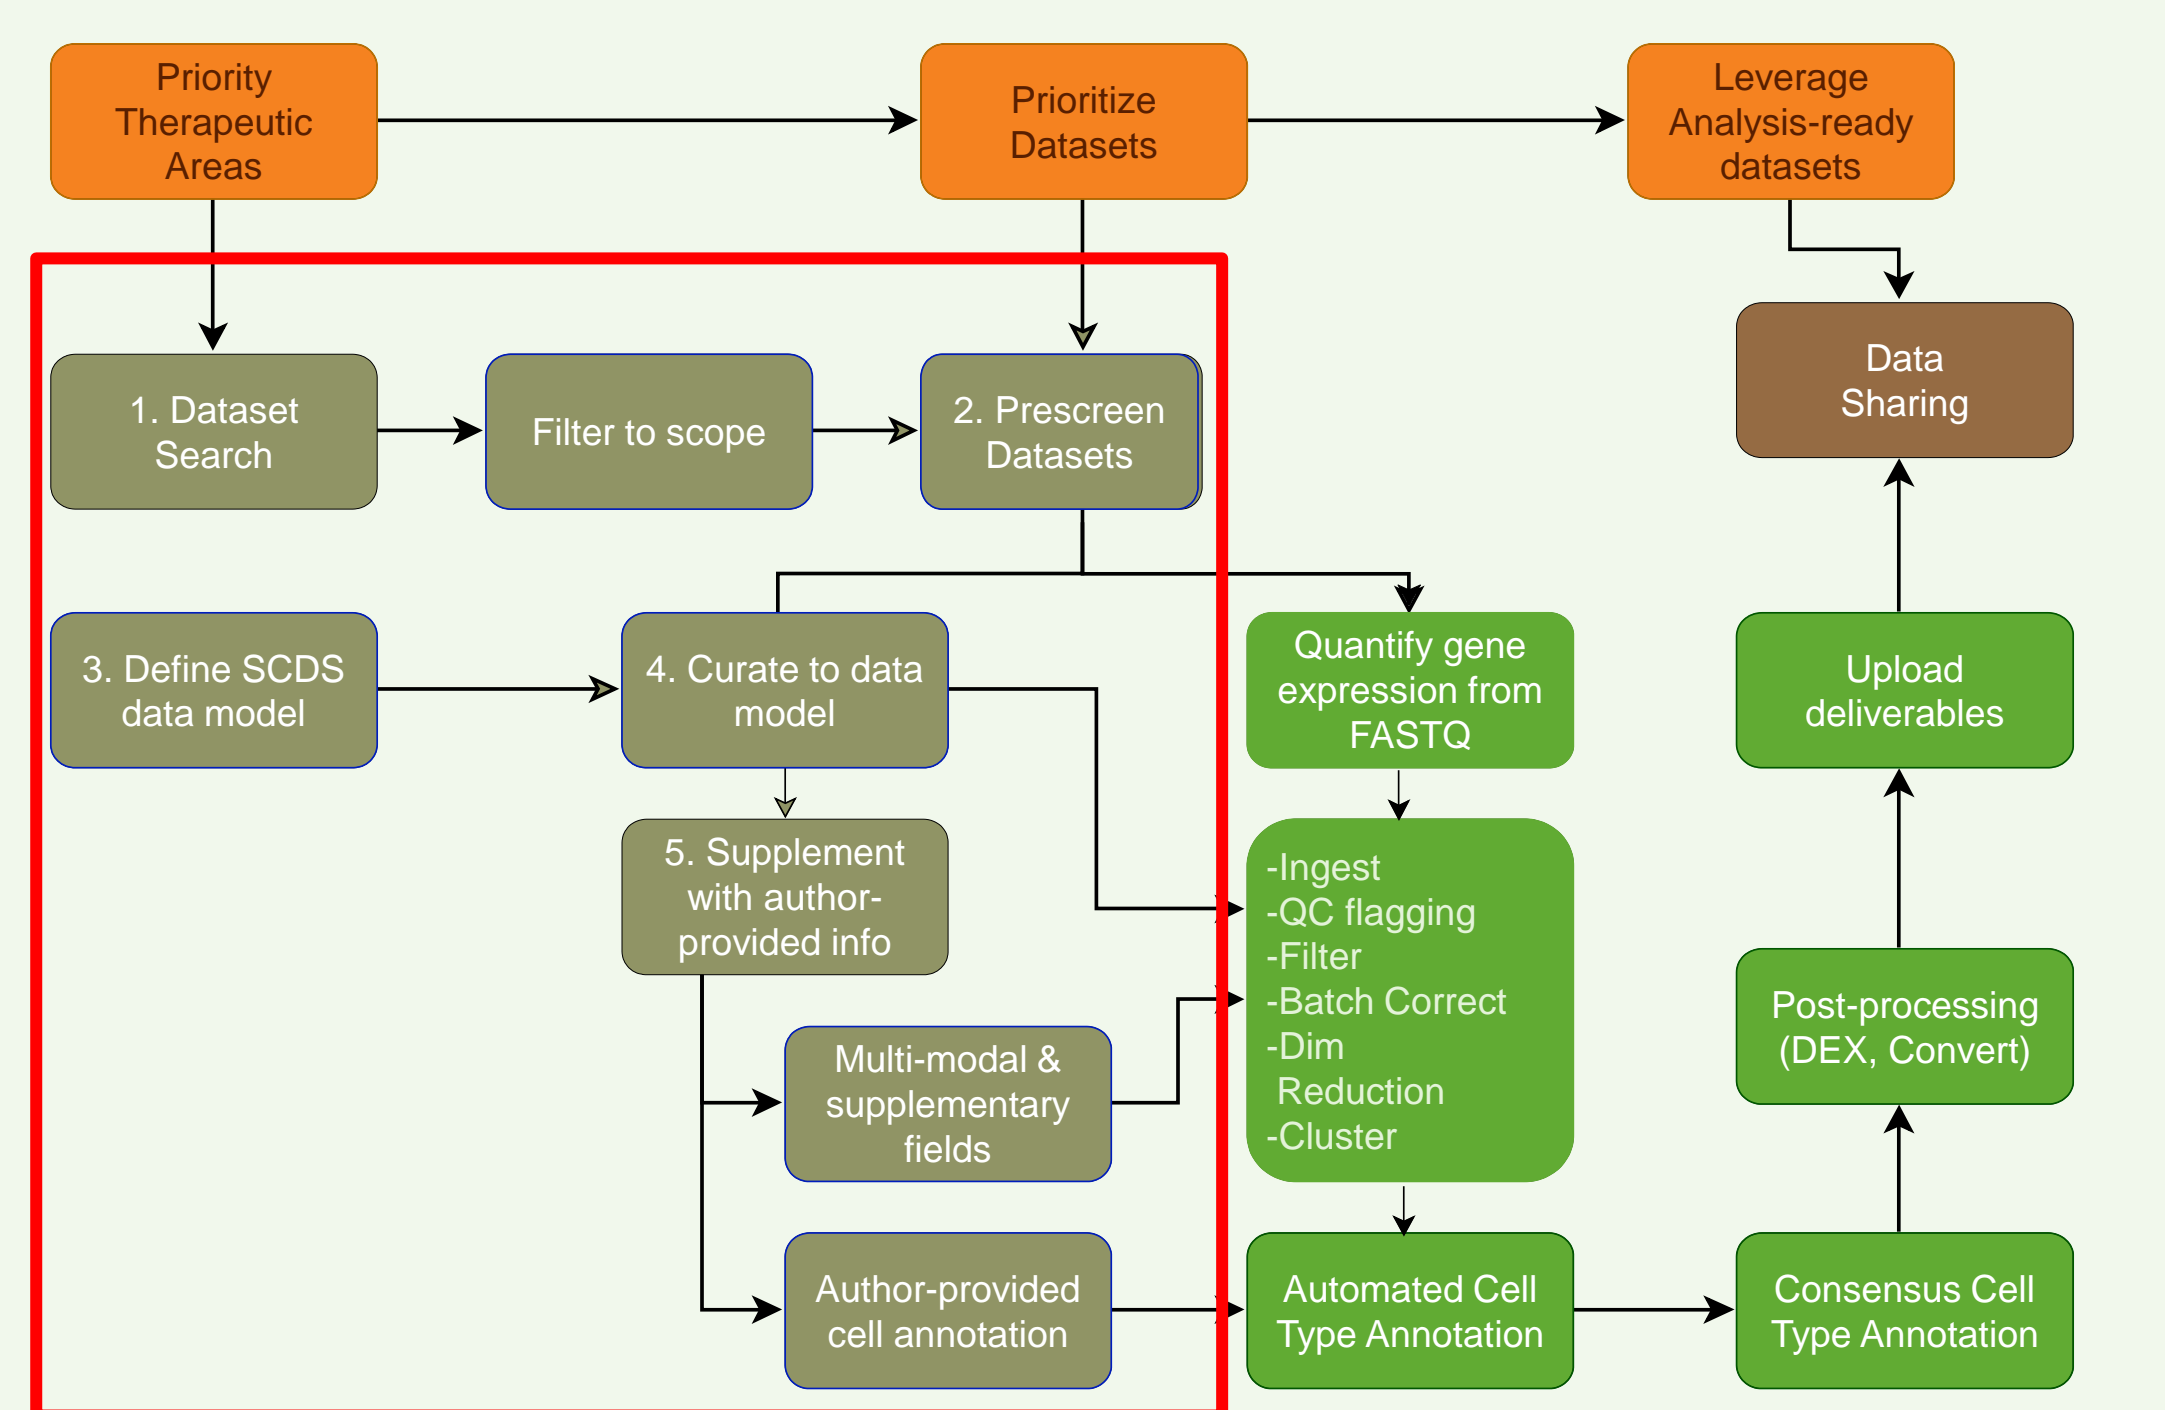 Priority
Therapeutic
Areas
Prioritize
Datasets
Leverage
Analysis-ready
datasets
1. Dataset
Search
Filter to scope
2. Prescreen
Datasets
Data
Sharing
3. Define SCDS
data model
4. Curate to data
model
Quantify gene
expression from
FASTQ
Upload
deliverables
5. Supplement
with author-
provided info
-Ingest
-QC flagging
-Filter
-Batch Correct
-Dim
Reduction
-Cluster
Multi-modal &
supplementary
fields
Post-processing
(DEX, Convert)
Author-provided
cell annotation
Automated Cell
Type Annotation
Consensus Cell
Type Annotation